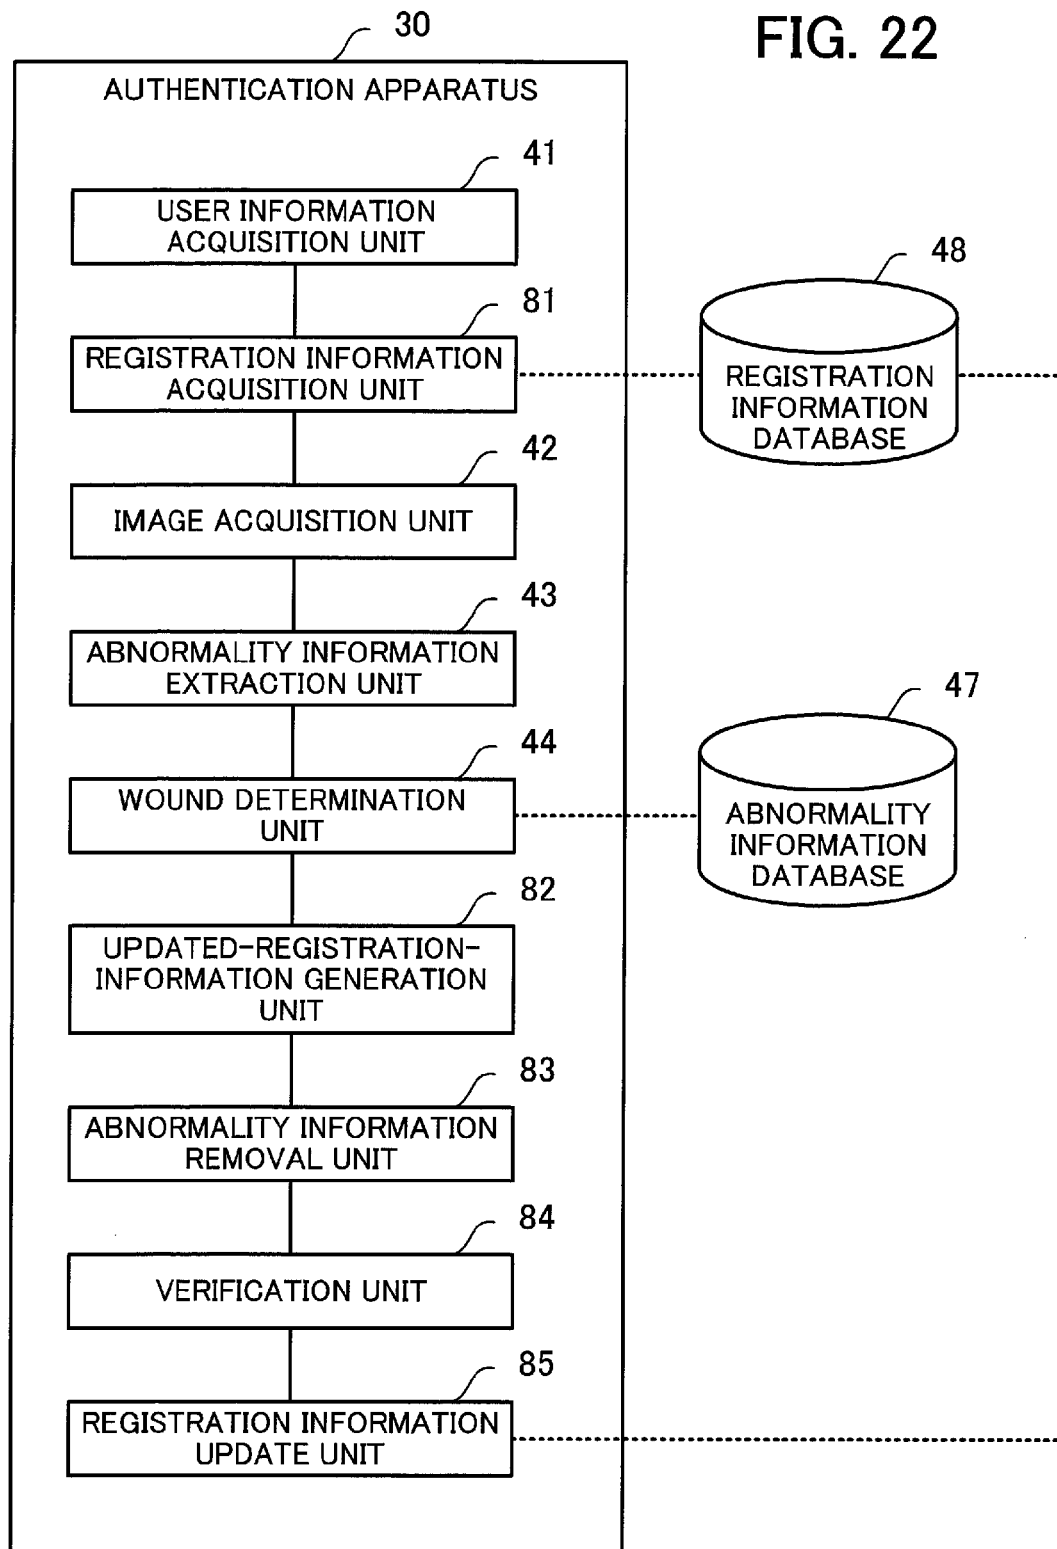 30
FIG. 22
AUTHENTICATION APPARATUS
41
USER INFORMATION
ACQUISITION UNIT
81
REGISTRATION INFORMATION
ACQUISITION UNIT
48
REGISTRATION
INFORMATION
DATABASE
42
IMAGE ACQUISITION UNIT
43
ABNORMALITY INFORMATION
EXTRACTION UNIT
44
WOUND DETERMINATION
UNIT
47
ABNORMALITY
INFORMATION
DATABASE
82
UPDATED-REGISTRATION-
INFORMATION GENERATION
UNIT
83
ABNORMALITY INFORMATION
REMOVAL UNIT
84
VERIFICATION UNIT
85
REGISTRATION INFORMATION
UPDATE UNIT